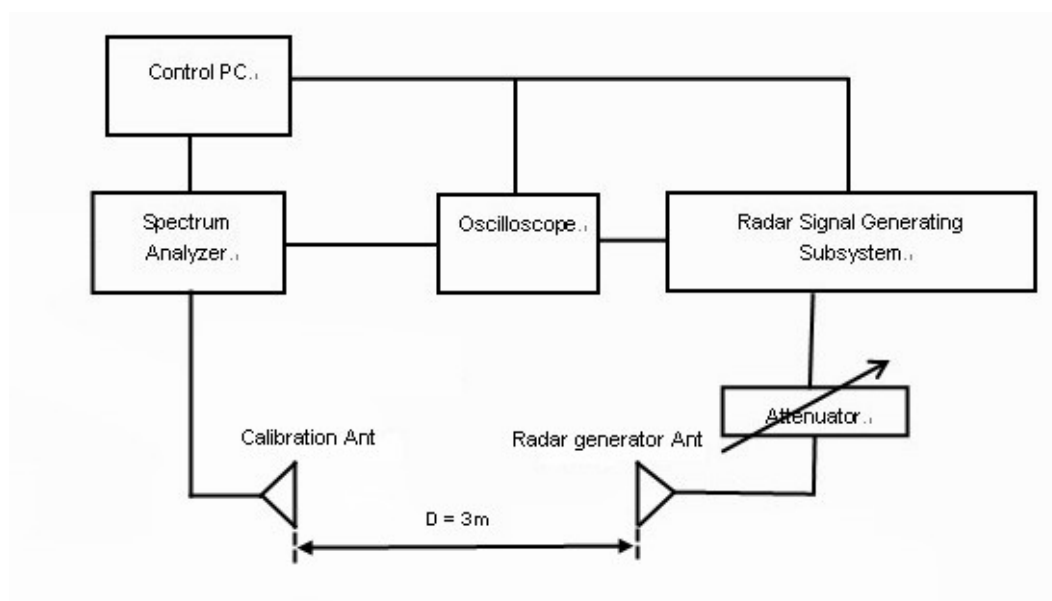 Control PC.
Spectrum
Analyzer.
Oscilloscope.
Radar Signal Generating
Subsystem.
Attenuator.
Calibration Ant
Radar generator Ant
D = 3m